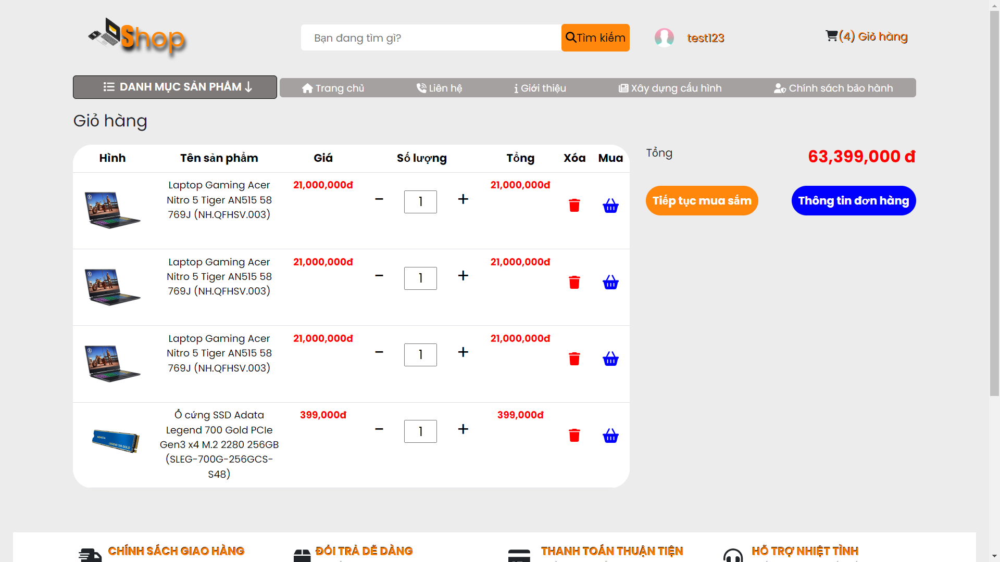 Shop
Bạn đang tìm gì?
Tìm kiếm
test123
(4) Giỏ hàng
DANH MỤC SẢN PHẨM
Trang chủ
Liên hệ
Giới thiệu
Xây dựng cấu hình
Chính sách bảo hành
Giỏ hàng
Hình Tên sản phẩm Giá Số lượng Tổng Xóa Mua
Laptop Gaming Acer
Nitro 5 Tiger AN515 58
769J (NH.QFHSV.003)
21,000,000đ
1
21,000,000đ
Laptop Gaming Acer
Nitro 5 Tiger AN515 58
769J (NH.QFHSV.003)
21,000,000đ
1
21,000,000đ
Laptop Gaming Acer
Nitro 5 Tiger AN515 58
769J (NH.QFHSV.003)
21,000,000đ
1
21,000,000đ
ADATA
LEGEND 700 GOLD
Ổ cứng SSD Adata
Legend 700 Gold PCIe
Gen3 x4 M.2 2280 256GB
(SLEG-700G-256GCS-
S48)
399,000đ
1
399,000đ
Tổng
63,399,000 đ
Tiếp tục mua sắm
Thông tin đơn hàng
CHÍNH SÁCH GIAO HÀNG
ĐỔI TRẢ DỄ DÀNG
THANH TOÁN THUẬN TIỆN
HỖ TRỢ NHIỆT TÌNH